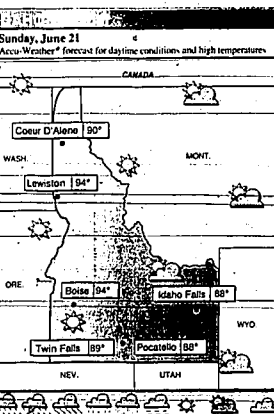 Sunday, June 21
Accu-Weather® forecast for daytime conditions and high temperatures
CANADA
Coeur D'Alene 90°
WASH.
MONT.
Lewiston 94°
ORE.
Boise 94°
Idaho Falls 88°
WYO
Twin Falls 89°
Pocatello 88°
NEV.
UTAH